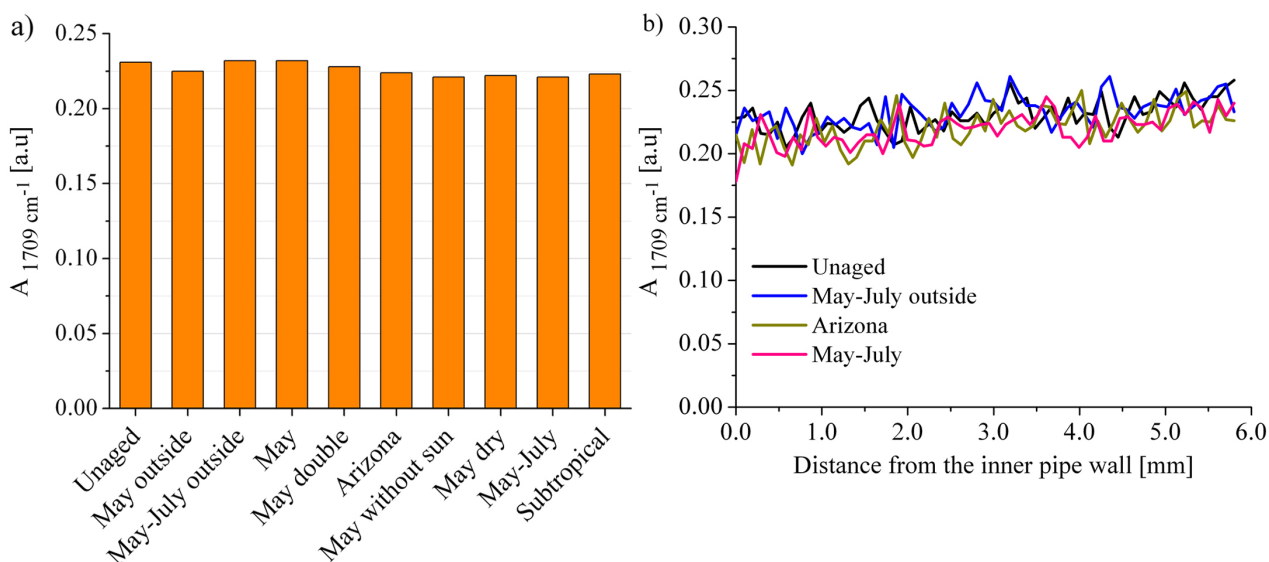 a)
A 1709 cm-1 [a.u]
0.25
0.20
0.15
0.10
0.05
0.00
Unaged
May outside
May-July outside
May
May double
Arizona
May without sun
May dry
May-July
Subtropical
b)
A 1709 cm-1 [a.u]
0.30
0.25
0.20
0.15
0.10
0.05
0.00
Unaged
May-July outside
Arizona
May-July
0.0 1.0 2.0 3.0 4.0 5.0 6.0
Distance from the inner pipe wall [mm]